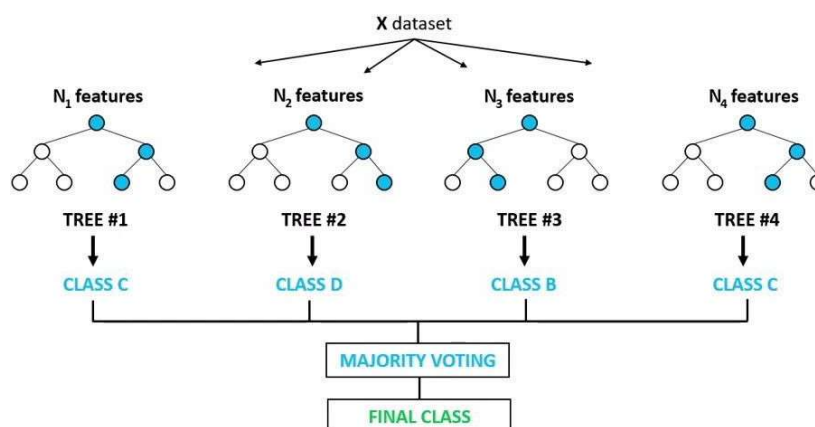 X dataset
N1 features
N2 features
N3 features
N4 features
TREE #1
TREE #2
TREE #3
TREE #4
CLASS C
CLASS D
CLASS B
CLASS C
MAJORITY VOTING
FINAL CLASS